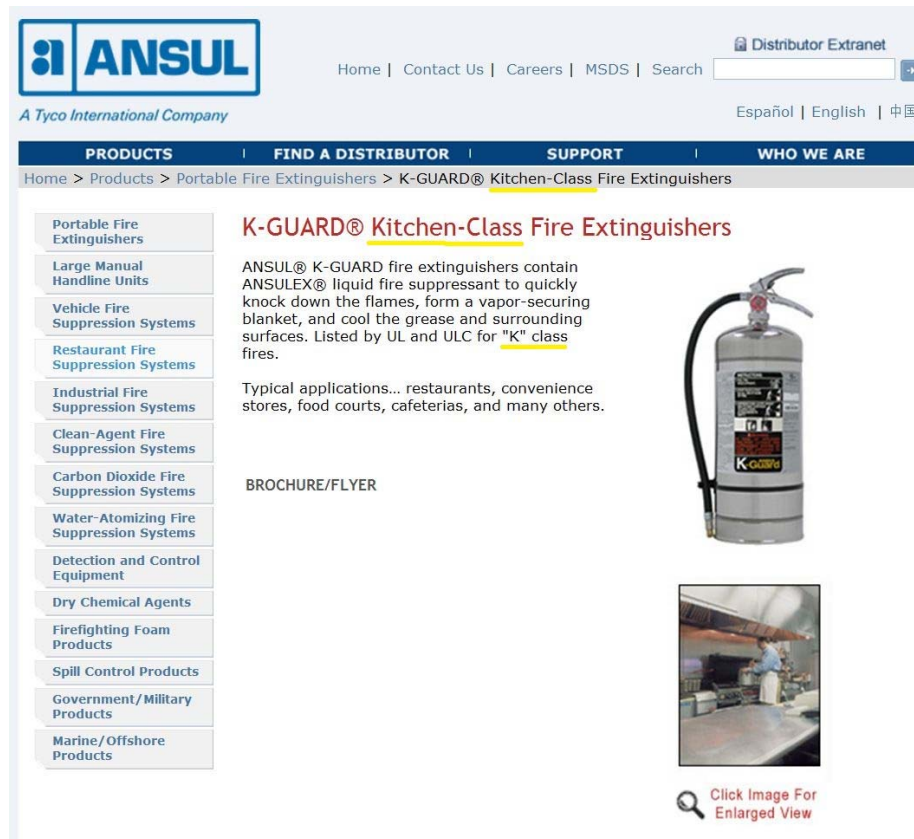 ANSUL
A Tyco International Company
Distributor Extranet
Home | Contact Us | Careers | MSDS | Search
Español | English | 中国
PRODUCTS | FIND A DISTRIBUTOR | SUPPORT | WHO WE ARE
Home > Products > Portable Fire Extinguishers > K-GUARD® Kitchen-Class Fire Extinguishers
Portable Fire
Extinguishers
Large Manual
Handline Units
Vehicle Fire
Suppression Systems
Restaurant Fire
Suppression Systems
Industrial Fire
Suppression Systems
Clean-Agent Fire
Suppression Systems
Carbon Dioxide Fire
Suppression Systems
Water-Atomizing Fire
Suppression Systems
Detection and Control
Equipment
Dry Chemical Agents
Firefighting Foam
Products
Spill Control Products
Government/Military
Products
Marine/Offshore
Products
K-GUARD® Kitchen-Class Fire Extinguishers
ANSUL® K-GUARD fire extinguishers contain
ANSULEX® liquid fire suppressant to quickly
knock down the flames, form a vapor-securing
blanket, and cool the grease and surrounding
surfaces. Listed by UL and ULC for "K" class
fires.
Typical applications... restaurants, convenience
stores, food courts, cafeterias, and many others.
BROCHURE/FLYER
K-Guard
Click Image For
Enlarged View